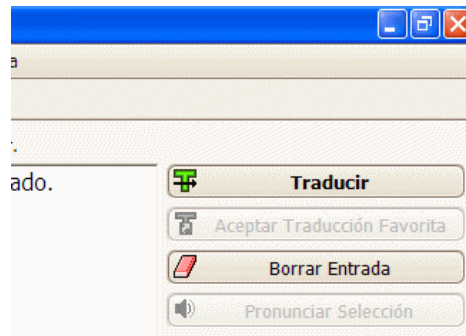 a
.
ado.
Traducir
Aceptar Traducción Favorita
Borrar Entrada
Pronunciar Selección